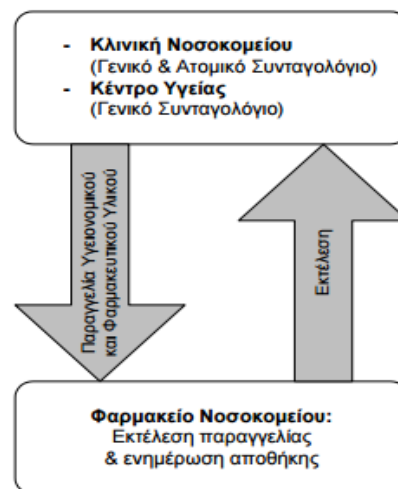 - Κλινική Νοσοκομείου
(Γενικό & Ατομικό Συνταγολόγιο)
- Κέντρο Υγείας
(Γενικό Συνταγολόγιο)
Παραγγελία Υγειονομικού
και Φαρμακευτικού Υλικού
Εκτέλεση
Φαρμακείο Νοσοκομείου:
Εκτέλεση παραγγελίας
& ενημέρωση αποθήκης